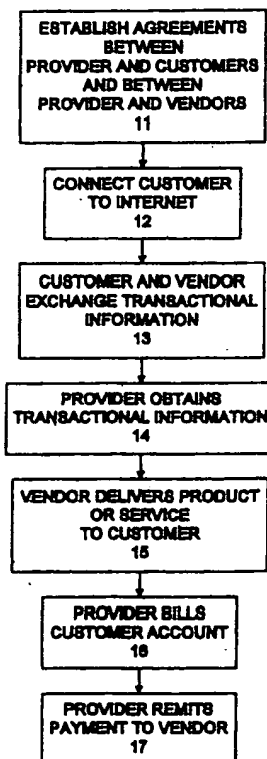 ESTABLISH AGREEMENTS
BETWEEN
PROVIDER AND CUSTOMERS
AND BETWEEN
PROVIDER AND VENDORS
11
CONNECT CUSTOMER
TO INTERNET
12
CUSTOMER AND VENDOR
EXCHANGE TRANSACTIONAL
INFORMATION
13
PROVIDER OBTAINS
TRANSACTIONAL INFORMATION
14
VENDOR DELIVERS PRODUCT
OR SERVICE
TO CUSTOMER
15
PROVIDER BILLS
CUSTOMER ACCOUNT
16
PROVIDER REMITS
PAYMENT TO VENDOR
17